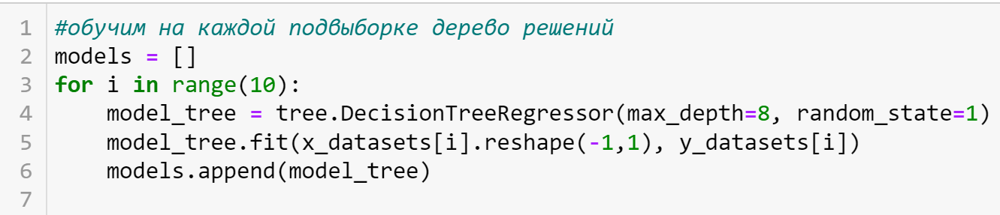 1 #обучим на каждой подвыборке дерево решений
2 models = []
3 for i in range(10):
4     model_tree = tree.DecisionTreeRegressor(max_depth=8, random_state=1)
5     model_tree.fit(x_datasets[i].reshape(-1,1), y_datasets[i])
6     models.append(model_tree)
7